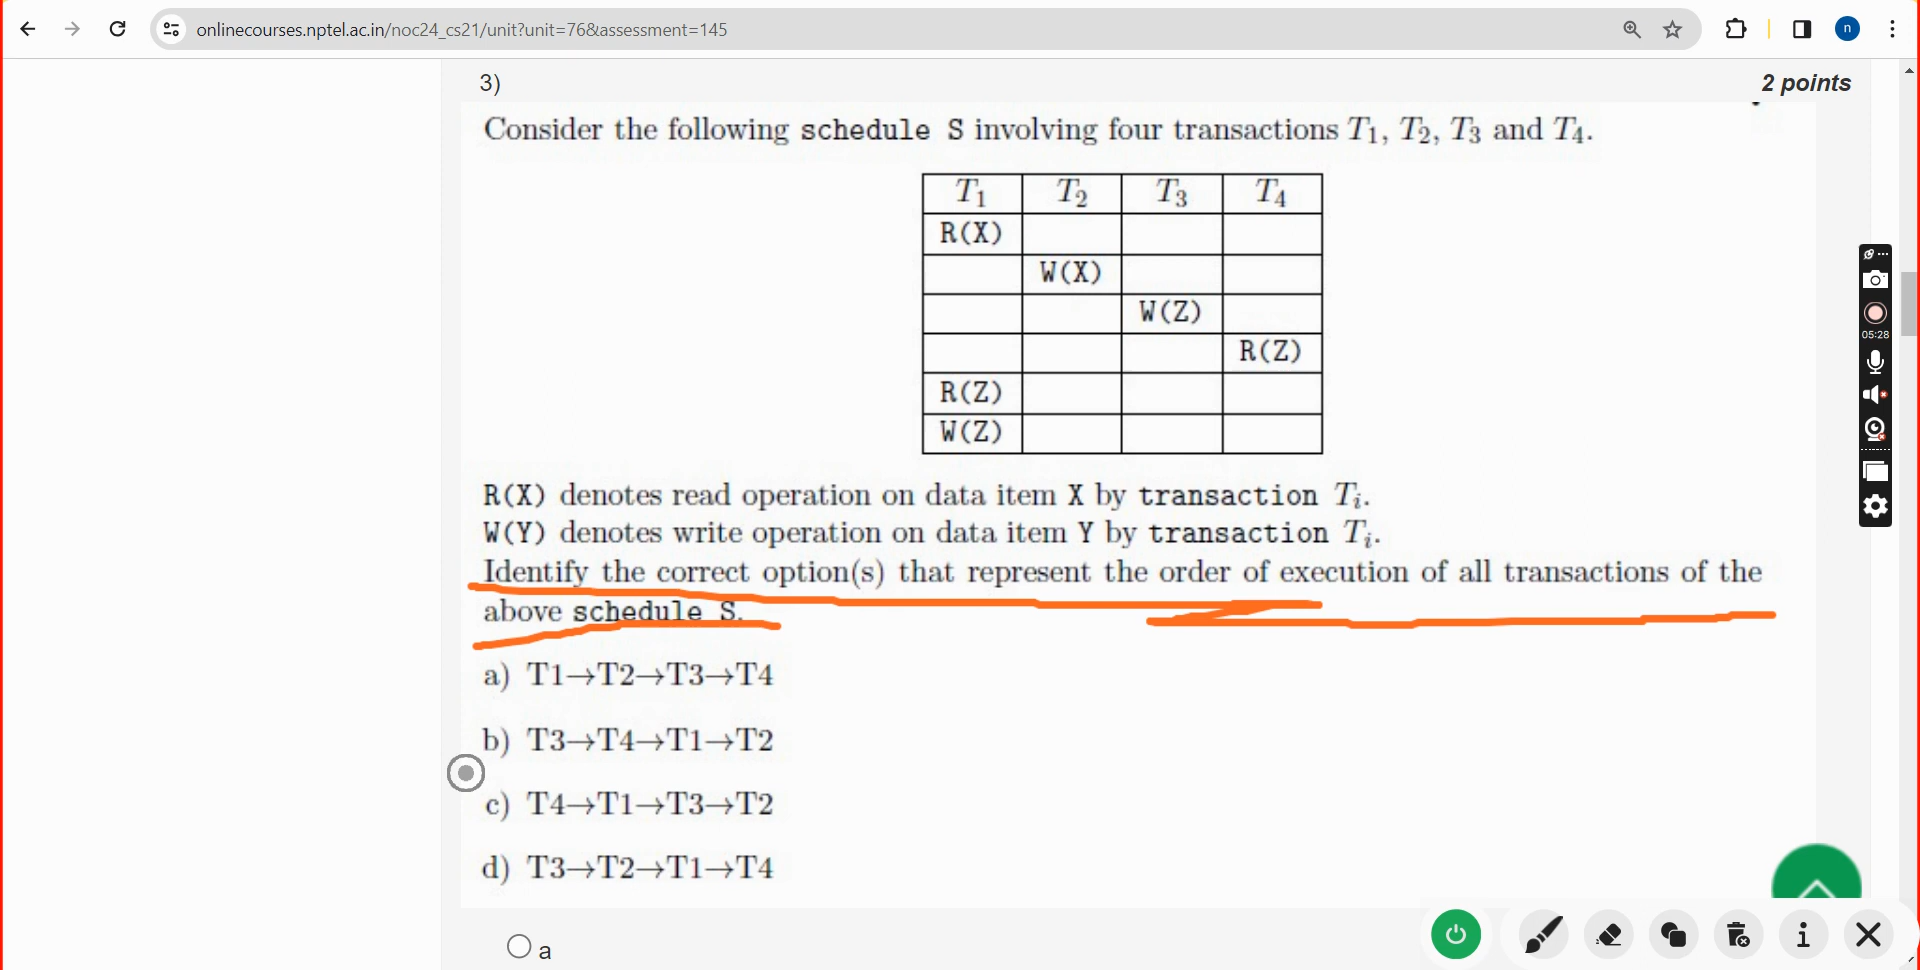 onlinecourses.nptel.ac.in/noc24_cs21/unit?unit=76&assessment=145
n
3)
2 points
Consider the following schedule S involving four transactions T₁, T₂, T₃ and T₄.
T₁ T₂ T₃ T₄
R(X)
W(X)
W(Z)
R(Z)
R(Z)
W(Z)
05:28
R(X) denotes read operation on data item X by transaction Tᵢ.
W(Y) denotes write operation on data item Y by transaction Tᵢ.
Identify the correct option(s) that represent the order of execution of all transactions of the
above schedule S.
a) T1→T2→T3→T4
b) T3→T4→T1→T2
c) T4→T1→T3→T2
d) T3→T2→T1→T4
a